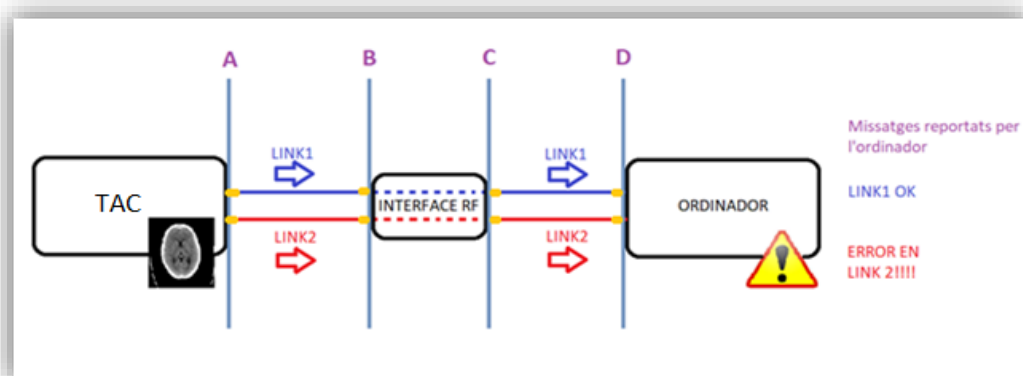 A
B
C
D
Missatges reportats per
l'ordinador
LINK1
LINK1
LINK1 OK
TAC
INTERFACE RF
ORDINADOR
LINK2
LINK2
ERROR EN
LINK 2!!!!